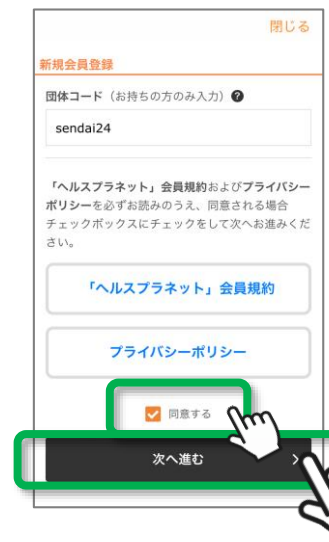 閉じる
新規会員登録
団体コード（お持ちの方のみ入力）?
sendai24
「ヘルスプラネット」会員規約およびプライバシー
ポリシーを必ずお読みのうえ、同意される場合
チェックボックスにチェックをして次へお進みくだ
さい。
「ヘルスプラネット」会員規約
プライバシーポリシー
同意する
次へ進む